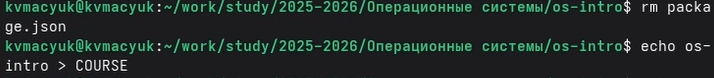 kvmacyuk@kvmacyuk:~/work/study/2025-2026/Операционные системы/os-intro$ rm packa
ge.json
kvmacyuk@kvmacyuk:~/work/study/2025-2026/Операционные системы/os-intro$ echo os-
intro > COURSE